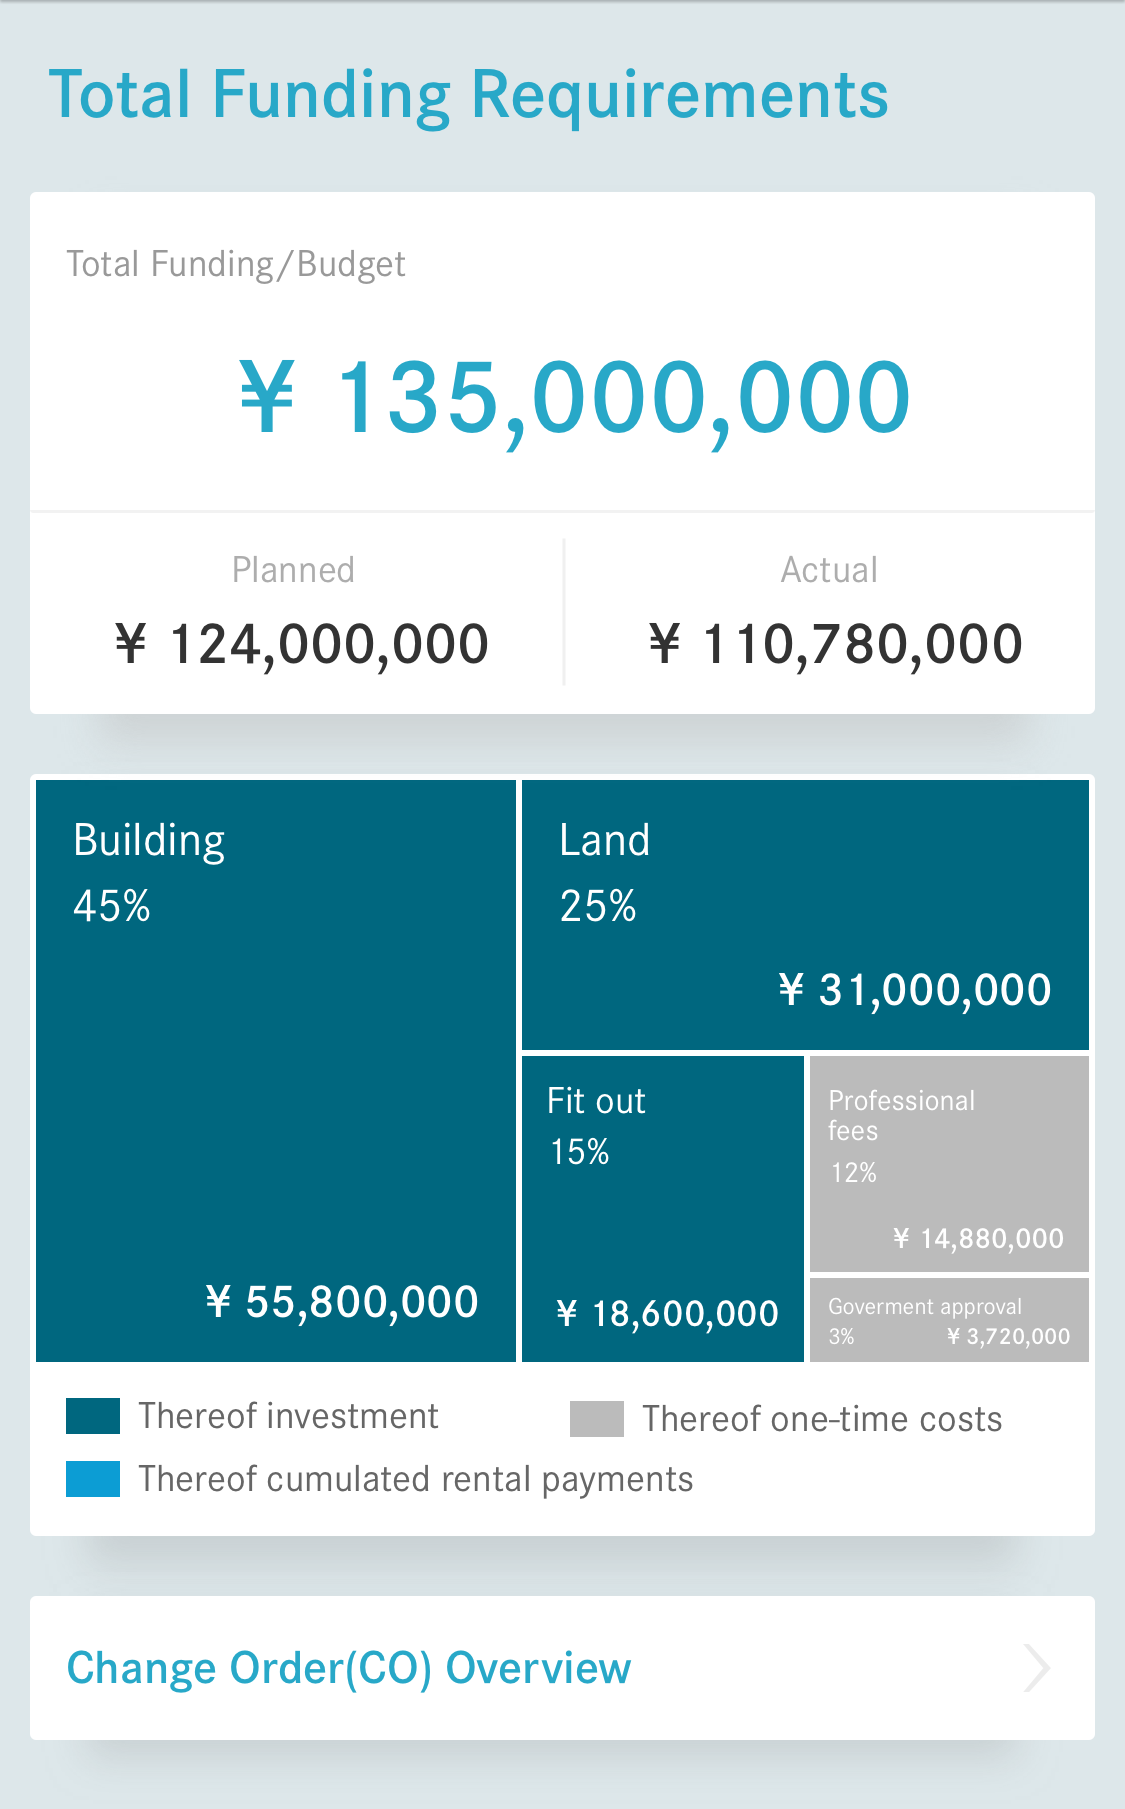 Total Funding Requirements
Total Funding/Budget
¥ 135,000,000
Planned
Actual
¥ 124,000,000
¥ 110,780,000
Building
45%
¥ 55,800,000
Land
25%
¥ 31,000,000
Fit out
15%
¥ 18,600,000
Professional
fees
12%
¥ 14,880,000
Goverment approval
3%
¥ 3,720,000
Thereof investment
Thereof one-time costs
Thereof cumulated rental payments
Change Order(CO) Overview